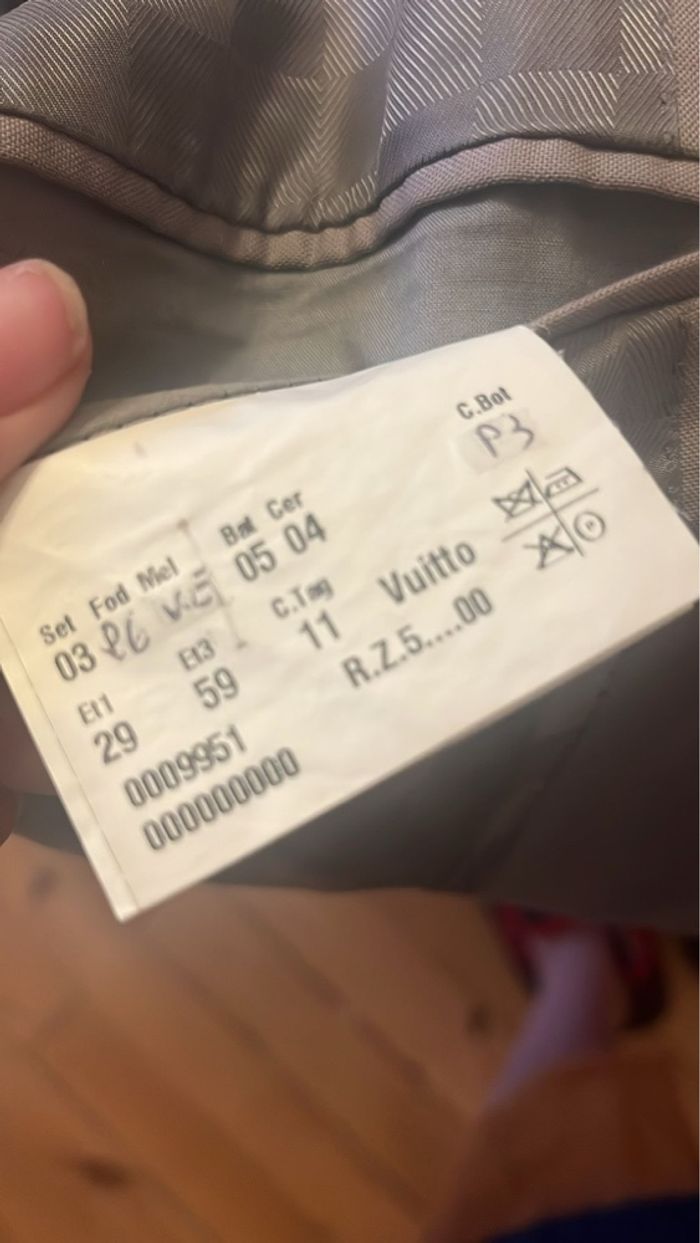 C.Bot
P3
Set Fod Mel Bat Cer
03 P6 V.E 05 04
Et1 Et3 C.Tag Vuitto
29 59 11 R.Z.5....00
0009951
000000000